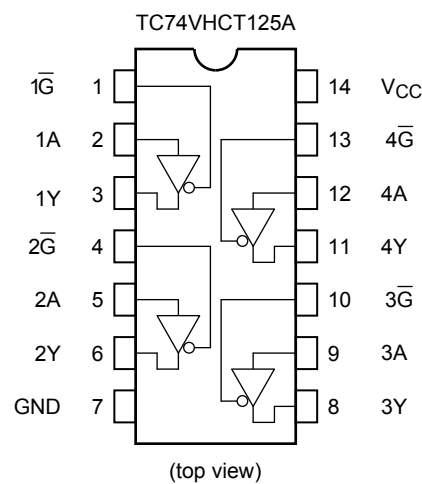 TC74VHCT125A
1G̅ 1 14 VCC
1A 2 13 4G̅
1Y 3 12 4A
2G̅ 4 11 4Y
2A 5 10 3G̅
2Y 6 9 3A
GND 7 8 3Y
(top view)